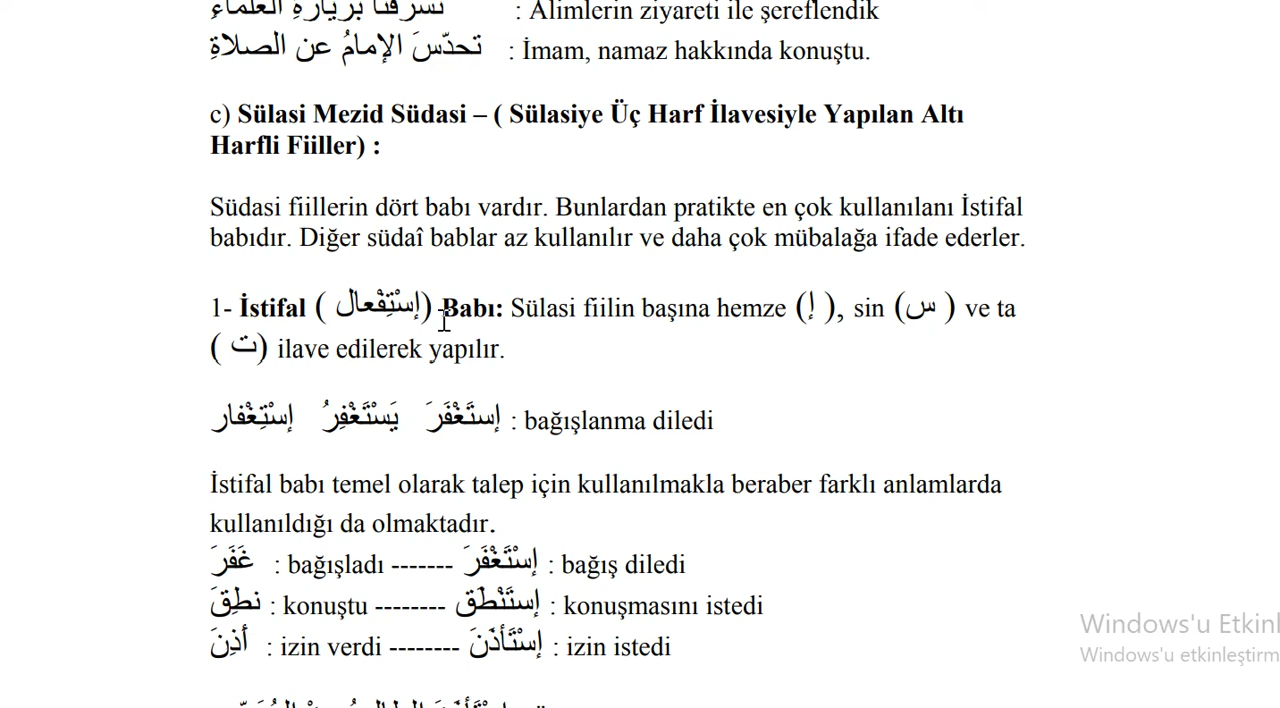 تشرفنا بزيارةِ العلماءِ : Alimlerin ziyareti ile şereflendik
تحدّسَ الإمامُ عن الصلاةِ : İmam, namaz hakkında konuştu.
c) Sülasi Mezid Südasi – ( Sülasiye Üç Harf İlavesiyle Yapılan Altı
Harfli Fiiller) :
Südasi fiillerin dört babı vardır. Bunlardan pratikte en çok kullanılanı İstifal
babıdır. Diğer südaî bablar az kullanılır ve daha çok mübalağa ifade ederler.
1- İstifal ( إسْتِفْعال) Babı: Sülasi fiilin başına hemze (إ ), sin (س ) ve ta
( ت) ilave edilerek yapılır.
إستَغْفَرَ يَسْتَغْفِرُ إسْتِغْفار : bağışlanma diledi
İstifal babı temel olarak talep için kullanılmakla beraber farklı anlamlarda
kullanıldığı da olmaktadır.
غَفَرَ : bağışladı ------- إسْتَغْفَرَ : bağış diledi
نطِقَ : konuştu -------- إستَنْطَق : konuşmasını istedi
أَذِنَ : izin verdi -------- إسْتَأذَنَ : izin istedi
Windows'u Etkinl
Windows'u etkinleştirm